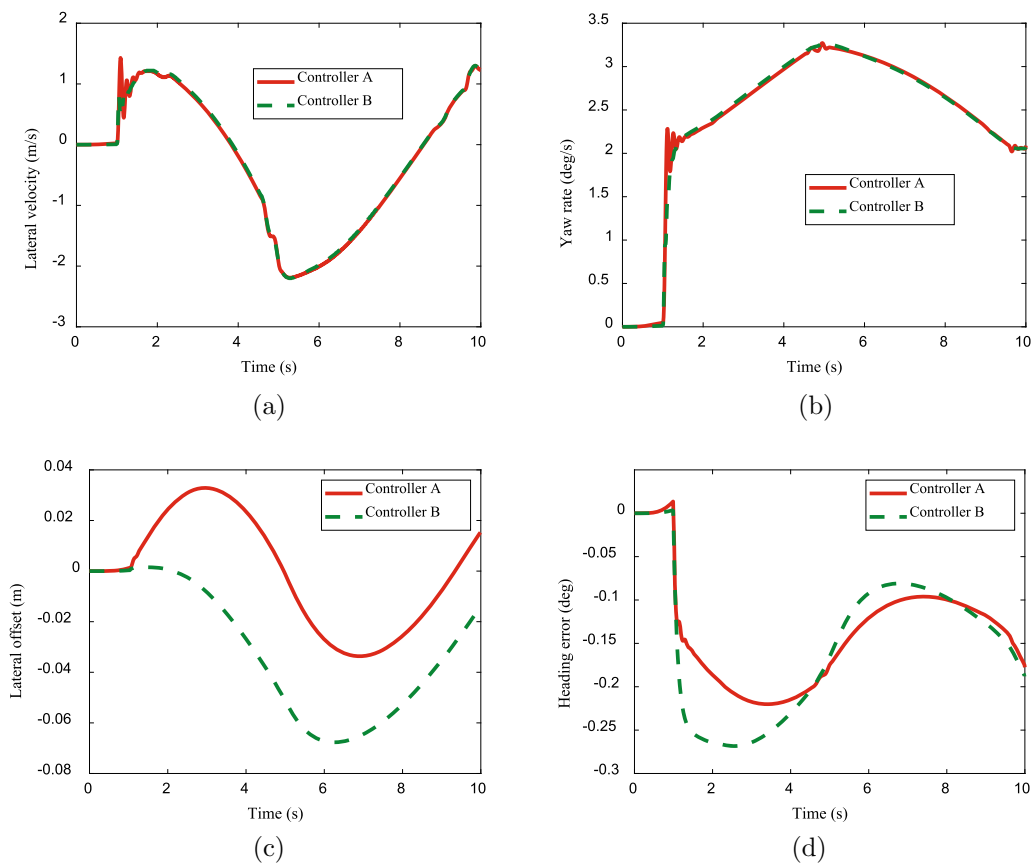 2
1
0
-1
-2
-3
Lateral velocity (m/s)
Controller A
Controller B
0
2
4
6
8
10
Time (s)
(a)
3.5
3
2.5
2
1.5
1
0.5
0
Yaw rate (deg/s)
Controller A
Controller B
0
2
4
6
8
10
Time (s)
(b)
0.04
0.02
0
-0.02
-0.04
-0.06
-0.08
Lateral offset (m)
Controller A
Controller B
0
2
4
6
8
10
Time (s)
(c)
0
-0.05
-0.1
-0.15
-0.2
-0.25
-0.3
Heading error (deg)
Controller A
Controller B
0
2
4
6
8
10
Time (s)
(d)